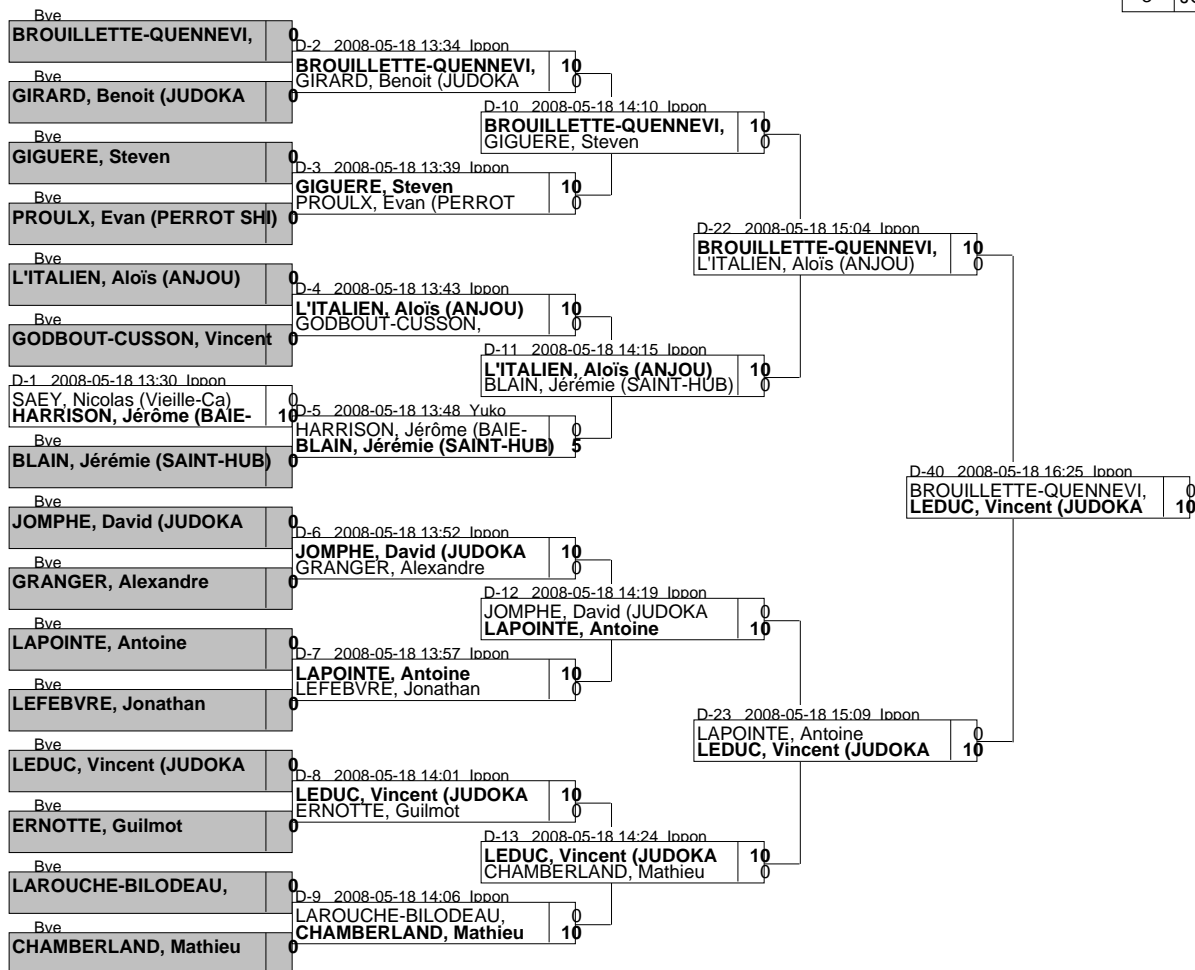 Bye
BROUILLETTE-QUENNEVI, 0
Bye
GIRARD, Benoit (JUDOKA 0
Bye
GIGUERE, Steven 0
Bye
PROULX, Evan (PERROT SHI) 0
Bye
L'ITALIEN, Aloïs (ANJOU) 0
Bye
GODBOUT-CUSSON, Vincent 0
D-1 2008-05-18 13:30 Ippon
SAEY, Nicolas (Vieille-Ca) 0
HARRISON, Jérôme (BAIE- 10
Bye
BLAIN, Jérémie (SAINT-HUB) 0
Bye
JOMPHE, David (JUDOKA 0
Bye
GRANGER, Alexandre 0
Bye
LAPOINTE, Antoine 0
Bye
LEFEBVRE, Jonathan 0
Bye
LEDUC, Vincent (JUDOKA 0
Bye
ERNOTTE, Guilmot 0
Bye
LAROUCHE-BILODEAU, 0
Bye
CHAMBERLAND, Mathieu 0
D-2 2008-05-18 13:34 Ippon
BROUILLETTE-QUENNEVI, 10
GIRARD, Benoit (JUDOKA 0
D-3 2008-05-18 13:39 Ippon
GIGUERE, Steven 10
PROULX, Evan (PERROT 0
D-4 2008-05-18 13:43 Ippon
L'ITALIEN, Aloïs (ANJOU) 10
GODBOUT-CUSSON, 0
D-5 2008-05-18 13:48 Yuko
HARRISON, Jérôme (BAIE- 0
BLAIN, Jérémie (SAINT-HUB) 5
D-6 2008-05-18 13:52 Ippon
JOMPHE, David (JUDOKA 10
GRANGER, Alexandre 0
D-7 2008-05-18 13:57 Ippon
LAPOINTE, Antoine 10
LEFEBVRE, Jonathan 0
D-8 2008-05-18 14:01 Ippon
LEDUC, Vincent (JUDOKA 10
ERNOTTE, Guilmot 0
D-9 2008-05-18 14:06 Ippon
LAROUCHE-BILODEAU, 0
CHAMBERLAND, Mathieu 10
D-10 2008-05-18 14:10 Ippon
BROUILLETTE-QUENNEVI, 10
GIGUERE, Steven 0
D-11 2008-05-18 14:15 Ippon
L'ITALIEN, Aloïs (ANJOU) 10
BLAIN, Jérémie (SAINT-HUB) 0
D-12 2008-05-18 14:19 Ippon
JOMPHE, David (JUDOKA 0
LAPOINTE, Antoine 10
D-13 2008-05-18 14:24 Ippon
LEDUC, Vincent (JUDOKA 10
CHAMBERLAND, Mathieu 0
D-22 2008-05-18 15:04 Ippon
BROUILLETTE-QUENNEVI, 10
L'ITALIEN, Aloïs (ANJOU) 0
D-23 2008-05-18 15:09 Ippon
LAPOINTE, Antoine 0
LEDUC, Vincent (JUDOKA 10
D-40 2008-05-18 16:25 Ippon
BROUILLETTE-QUENNEVI, 0
LEDUC, Vincent (JUDOKA 10